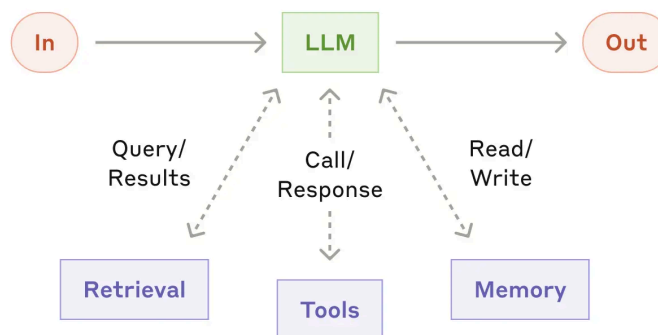 In
LLM
Out
Query/
Results
Call/
Response
Read/
Write
Retrieval
Tools
Memory